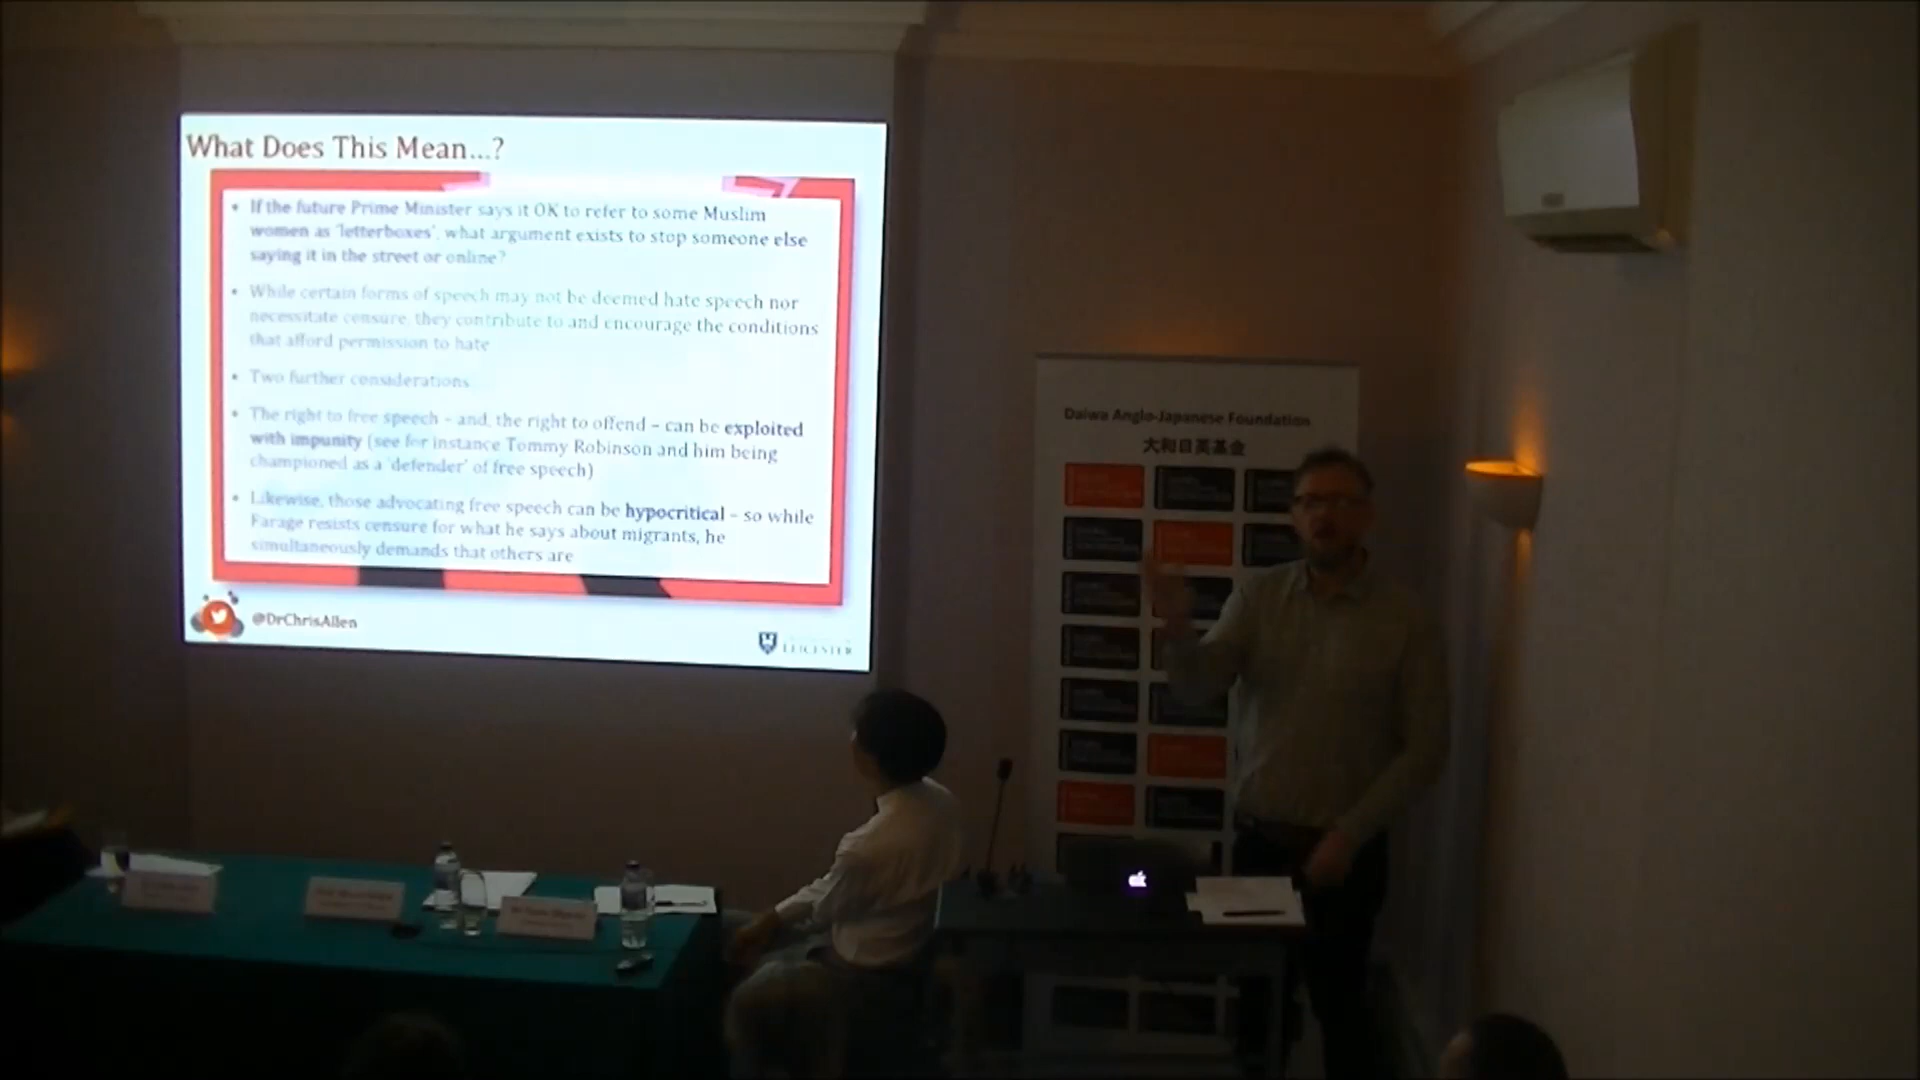 What Does This Mean...?
• If the future Prime Minister says it OK to refer to some Muslim
women as 'letterboxes', what argument exists to stop someone else
saying it in the street or online?
• While certain forms of speech may not be deemed hate speech nor
necessitate censure, they contribute to and encourage the conditions
that afford permission to hate
• Two further considerations...
• The right to free speech – and, the right to offend – can be exploited
with impunity (see for instance Tommy Robinson and him being
championed as a 'defender' of free speech)
• Likewise, those advocating free speech can be hypocritical – so while
Farage resists censure for what he says about migrants, he
simultaneously demands that others are
@DrChrisAllen
LEICESTER
Daiwa Anglo-Japanese Foundation
大和日英基金